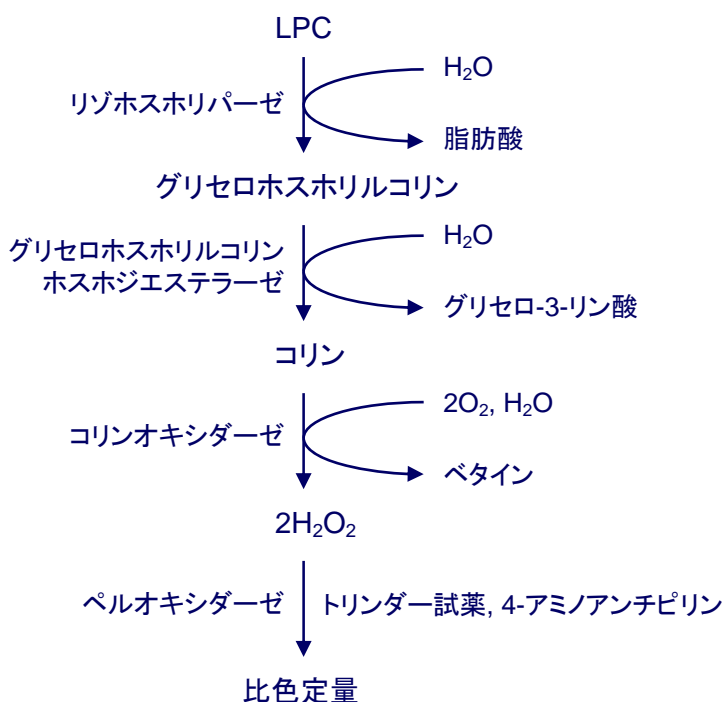 LPC
H₂O
リゾホスホリパーゼ
脂肪酸
グリセロホスホリルコリン
H₂O
グリセロホスホリルコリン
ホスホジエステラーゼ
グリセロ-3-リン酸
コリン
2O₂, H₂O
コリンオキシダーゼ
ベタイン
2H₂O₂
ペルオキシダーゼ トリンダー試薬, 4-アミノアンチピリン
比色定量